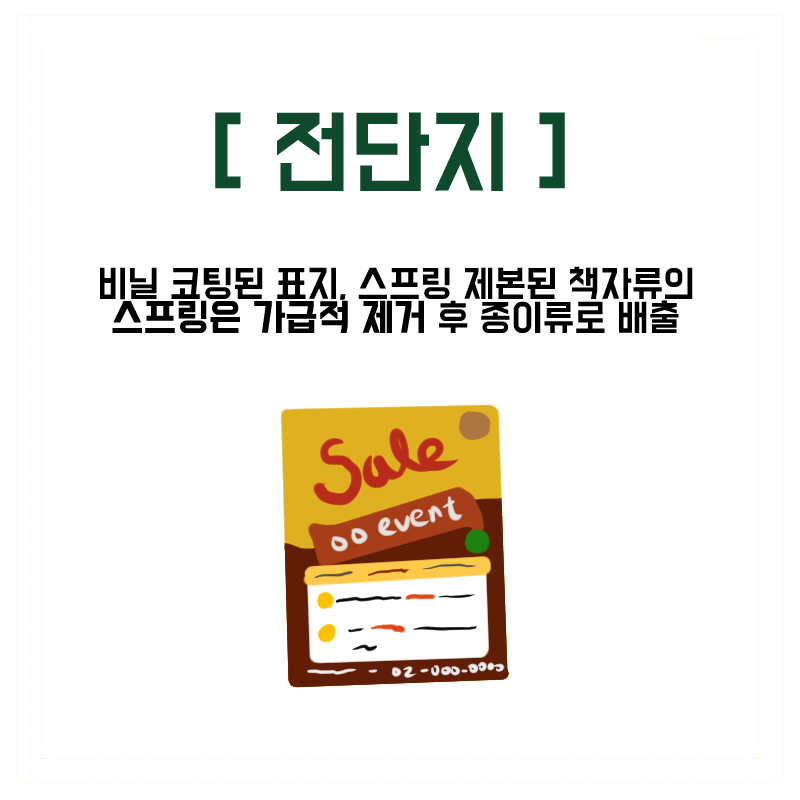 [ 전단지 ]
비닐 코팅된 표지, 스프링 제본된 책자류의
스프링은 가급적 제거 후 종이류로 배출
Sale
00 event
02-000-0000